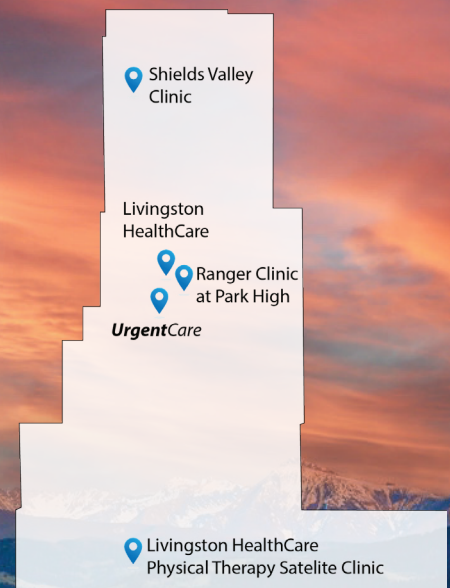 Shields Valley
Clinic
Livingston
HealthCare
Ranger Clinic
at Park High
UrgentCare
Livingston HealthCare
Physical Therapy Satelite Clinic